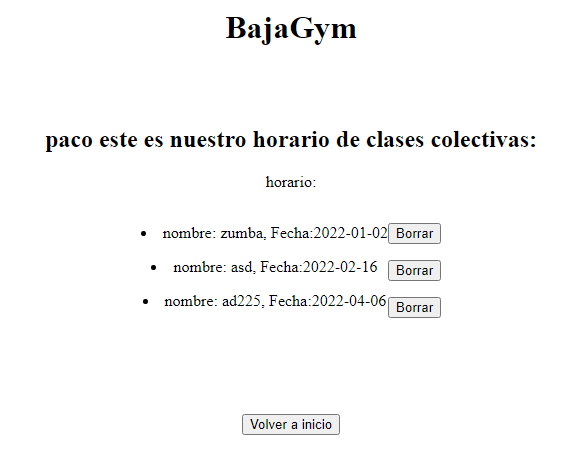 BajaGym
paco este es nuestro horario de clases colectivas:
horario:
nombre: zumba, Fecha:2022-01-02 Borrar
nombre: asd, Fecha:2022-02-16 Borrar
nombre: ad225, Fecha:2022-04-06 Borrar
Volver a inicio